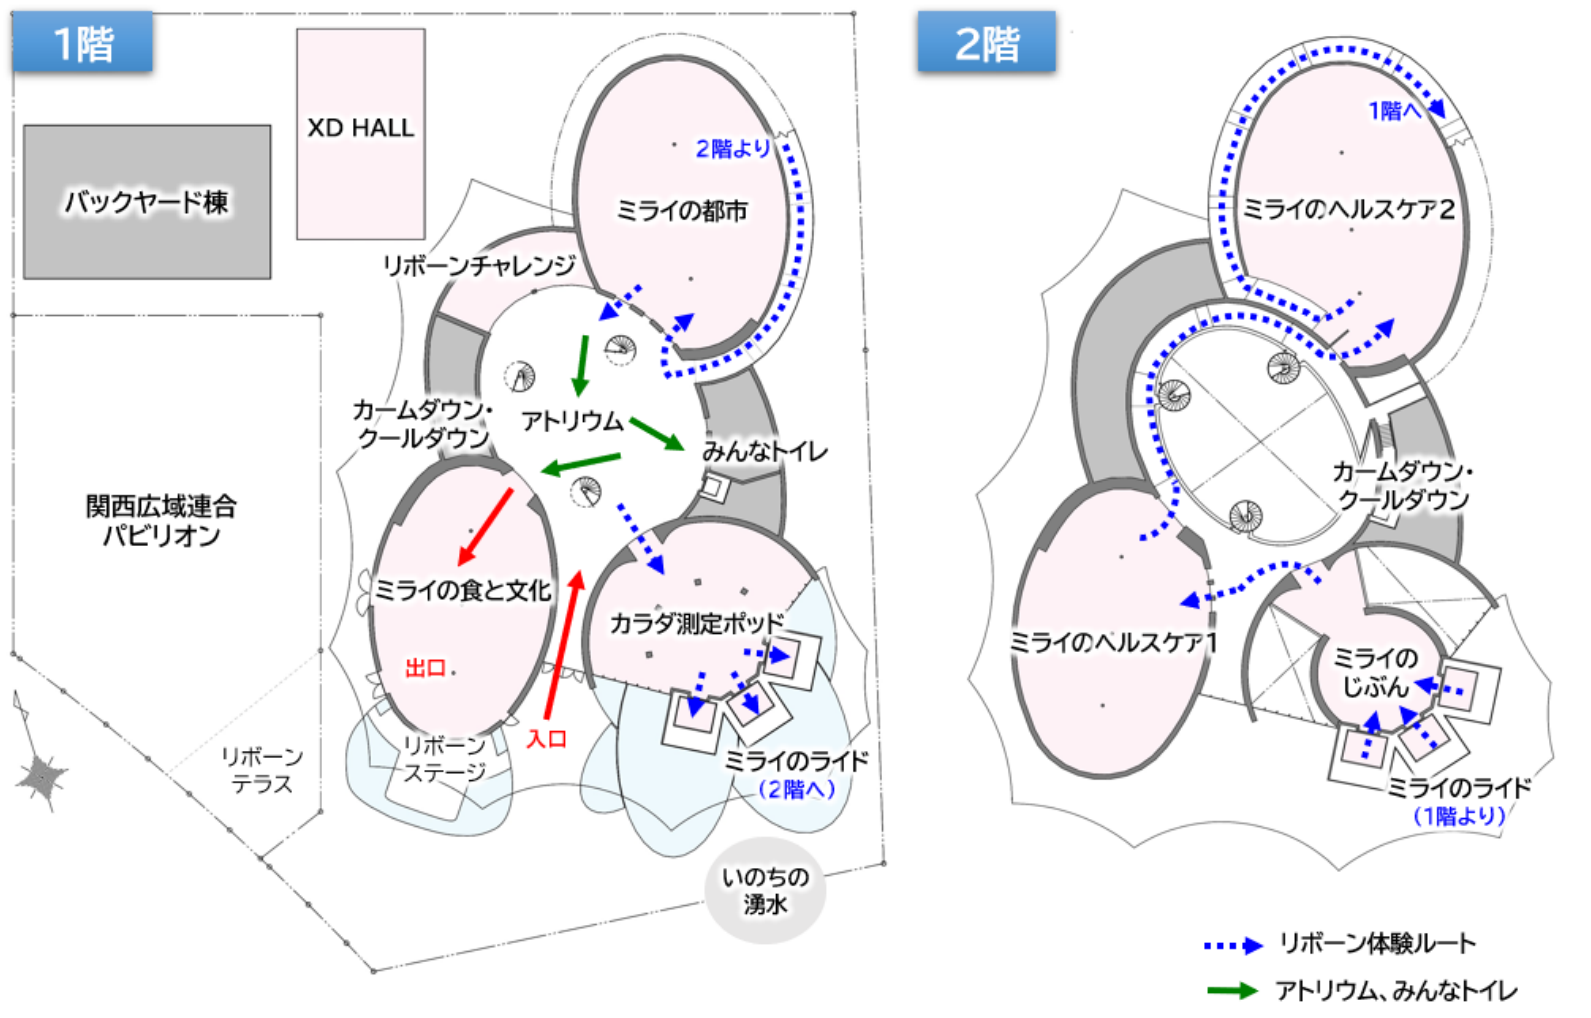 1階
XD HALL
バックヤード棟
2階より
ミライの都市
リボーンチャレンジ
カームダウン・
クールダウン
アトリウム
みんなトイレ
関西広域連合
パビリオン
ミライの食と文化
カラダ測定ポッド
出口
入口
リボーン
テラス
リボーン
ステージ
ミライのライド
（2階へ）
いのちの
湧水
2階
1階へ
ミライのヘルスケア2
カームダウン・
クールダウン
ミライのヘルスケア1
ミライの
じぶん
ミライのライド
（1階より）
リボーン体験ルート
アトリウム、みんなトイレ